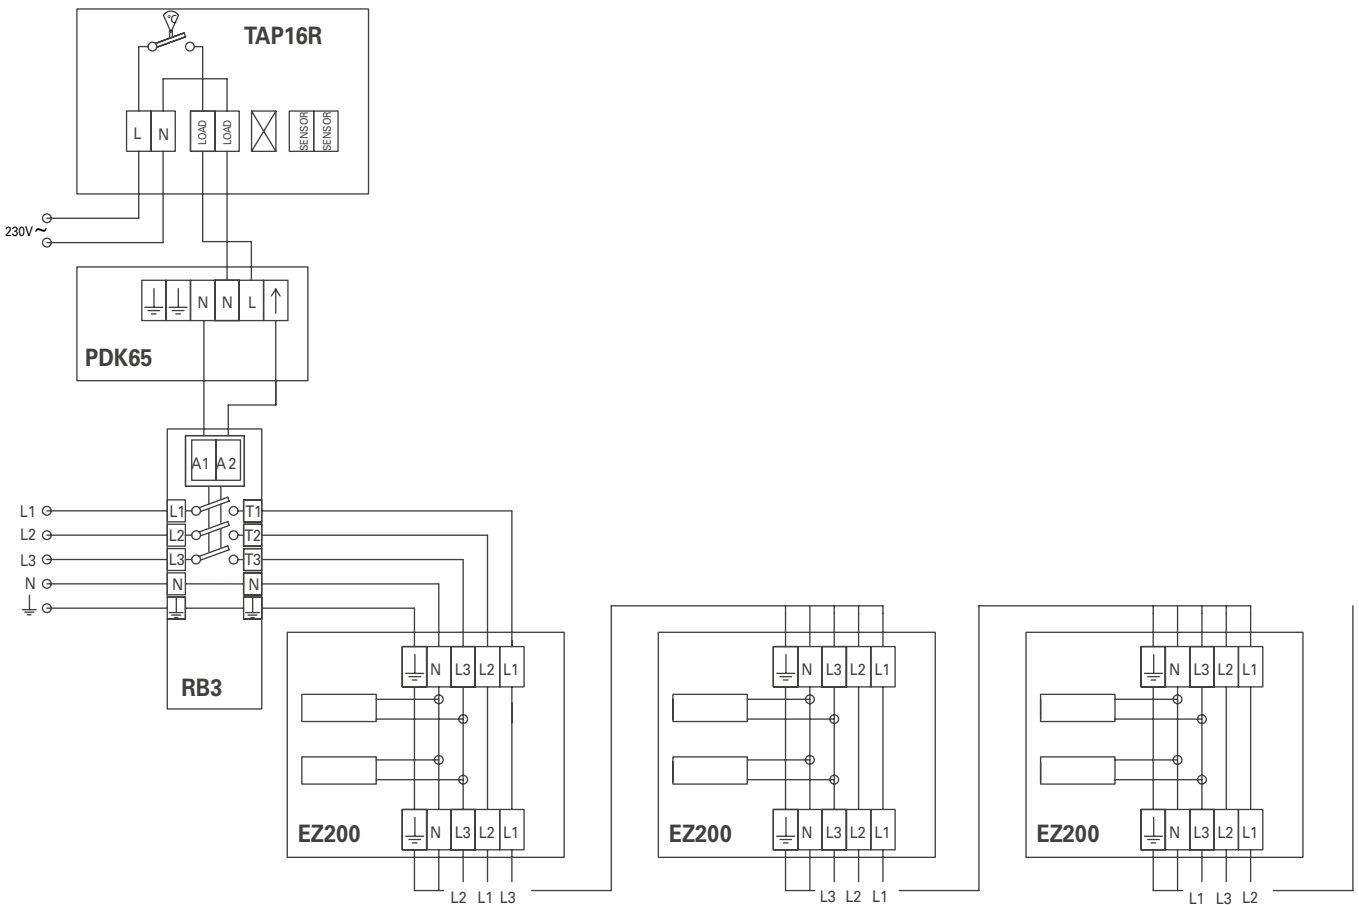 °C
TAP16R
L N LOAD LOAD SENSOR SENSOR
230V~
N N L ↑
PDK65
A1 A2
L1 L1 T1
L2 L2 T2
L3 L3 T3
N N N
RB3
N L3 L2 L1
N L3 L2 L1
N L3 L2 L1
EZ200 N L3 L2 L1
EZ200 N L3 L2 L1
EZ200 N L3 L2 L1
L2 L1 L3
L3 L2 L1
L1 L3 L2